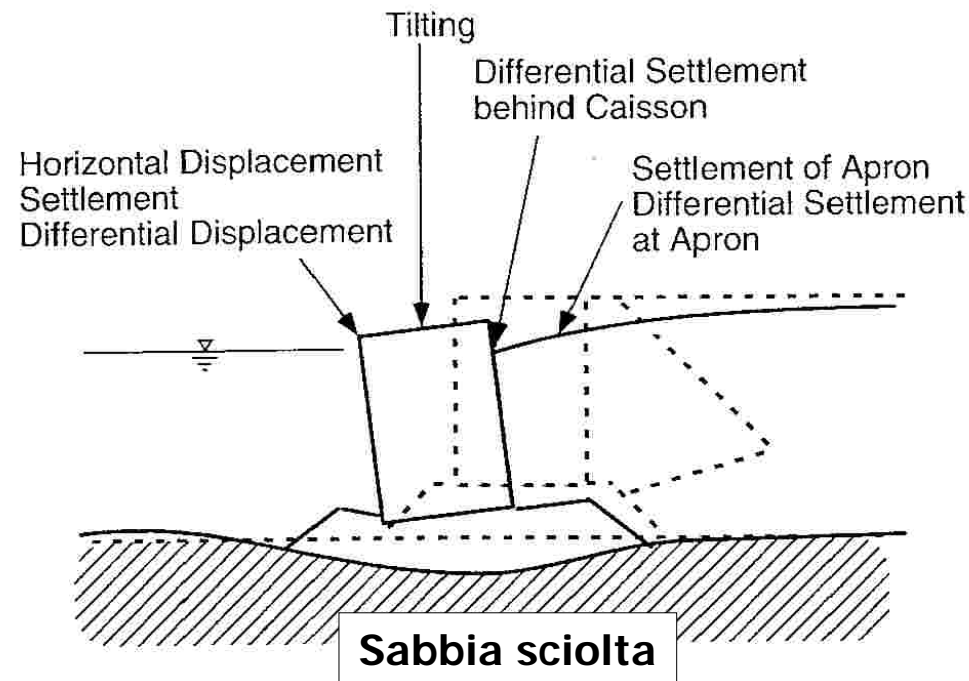 Tilting
Differential Settlement
behind Caisson
Horizontal Displacement
Settlement
Differential Displacement
Settlement of Apron
Differential Settlement
at Apron
Sabbia sciolta